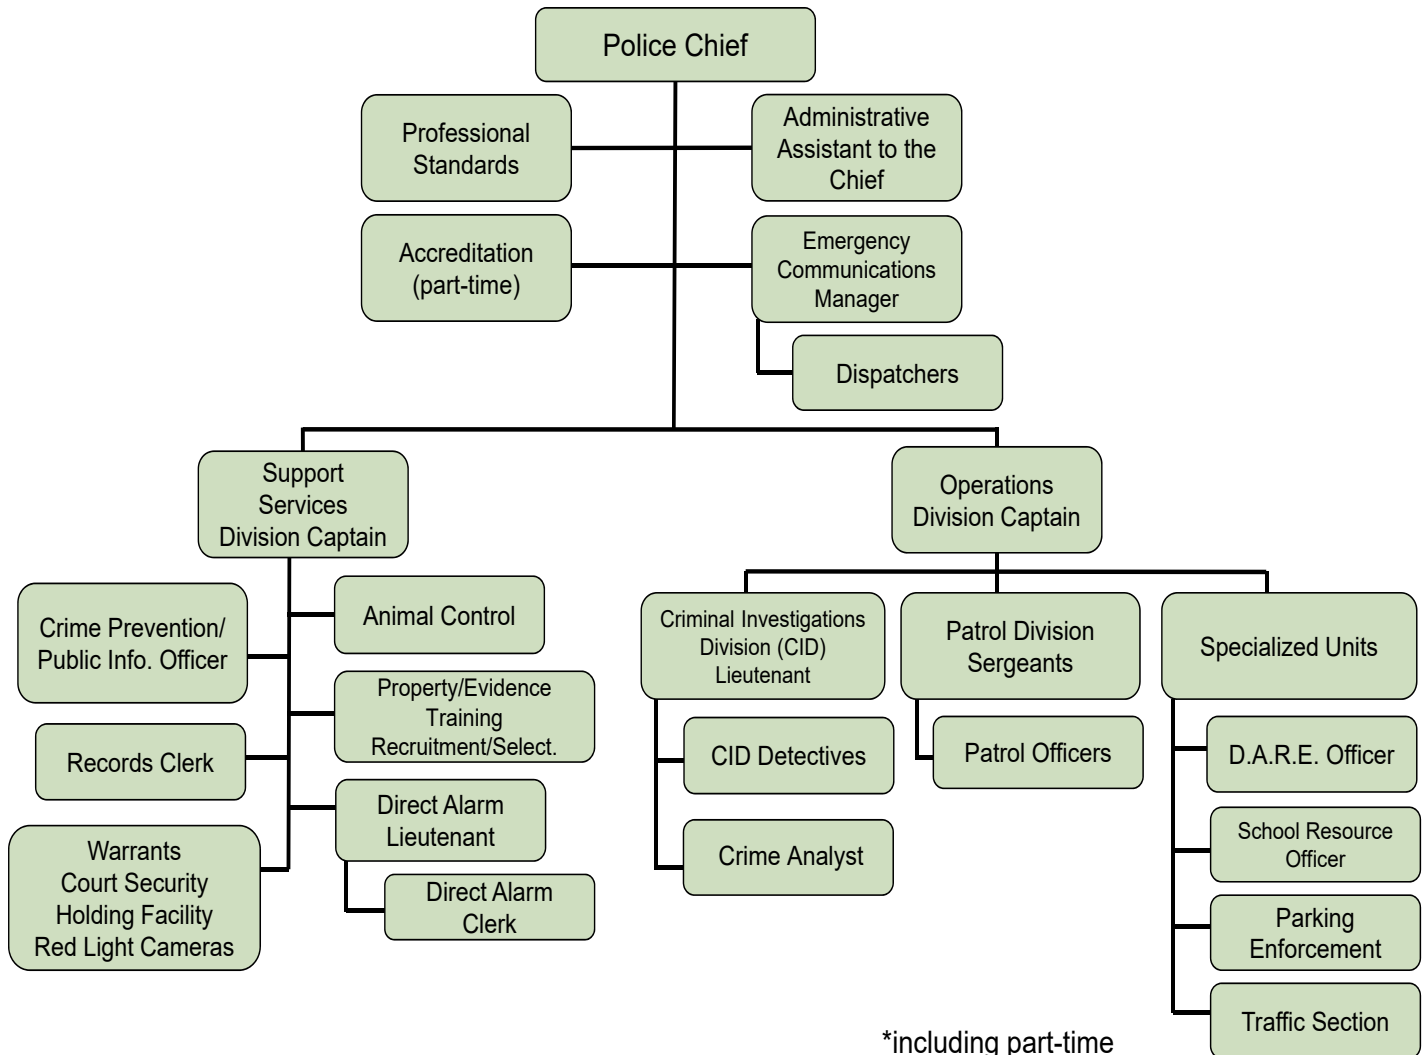 Police Chief
Professional
Standards
Administrative
Assistant to the
Chief
Accreditation
(part-time)
Emergency
Communications
Manager
Dispatchers
Support
Services
Division Captain
Operations
Division Captain
Crime Prevention/
Public Info. Officer
Animal Control
Records Clerk
Property/Evidence
Training
Recruitment/Select.
Warrants
Court Security
Holding Facility
Red Light Cameras
Direct Alarm
Lieutenant
Direct Alarm
Clerk
Criminal Investigations
Division (CID)
Lieutenant
CID Detectives
Crime Analyst
Patrol Division
Sergeants
Patrol Officers
Specialized Units
D.A.R.E. Officer
School Resource
Officer
Parking
Enforcement
Traffic Section
*including part-time